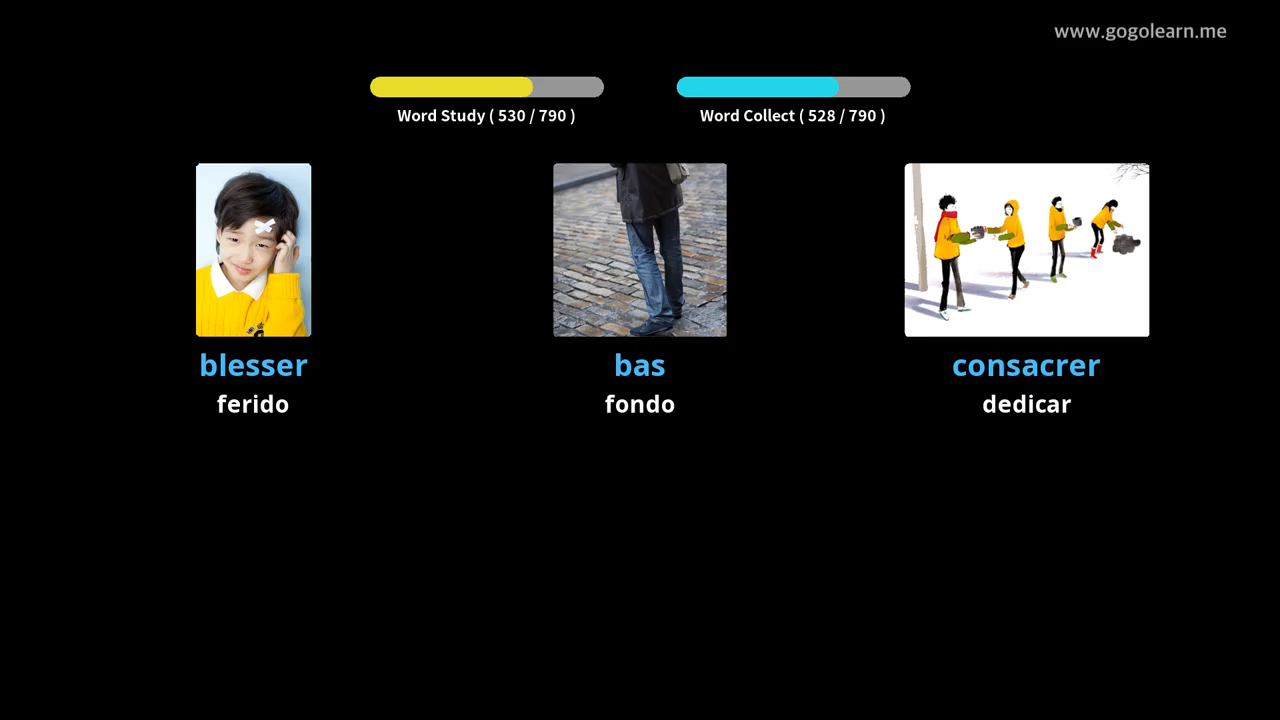 www.gogolearn.me
Word Study ( 530 / 790 )
Word Collect ( 528 / 790 )
blesser
ferido
bas
fondo
consacrer
dedicar